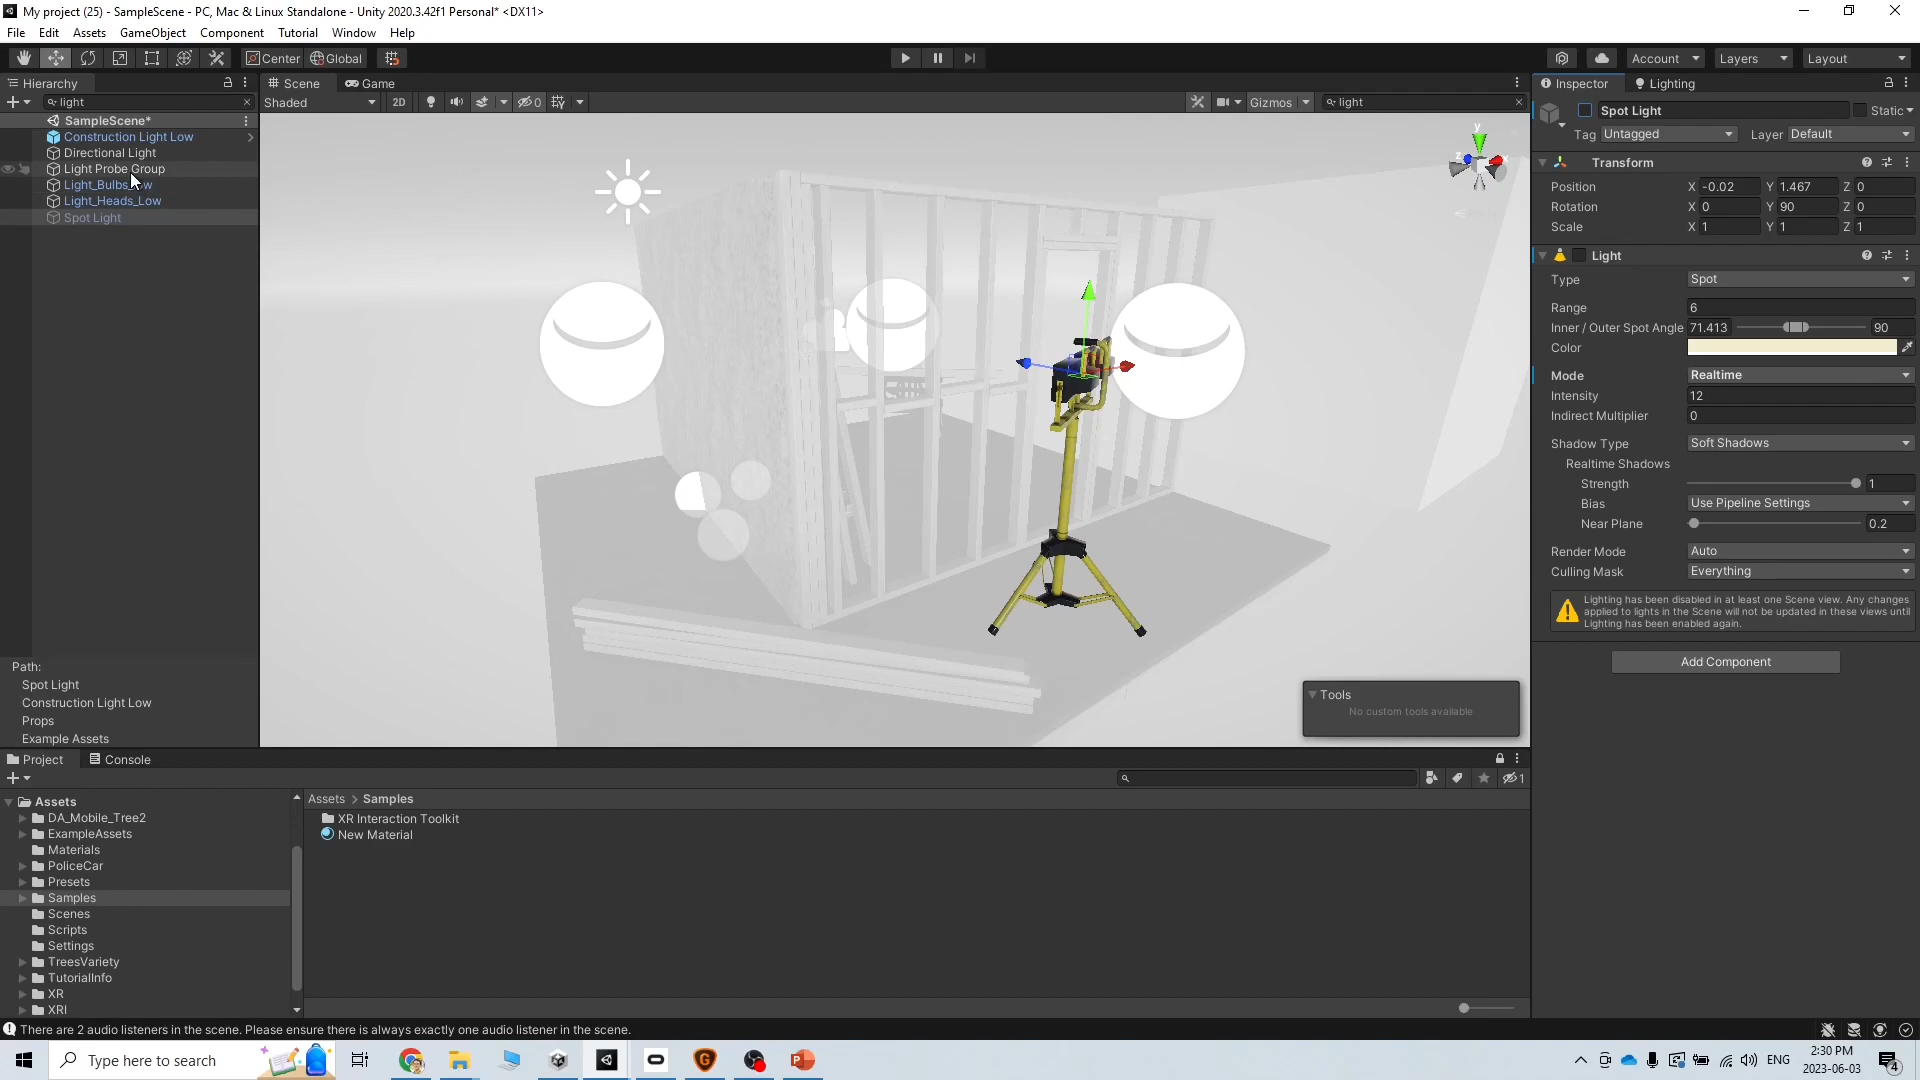 My project (25) - SampleScene - PC, Mac & Linux Standalone - Unity 2020.3.42f1 Personal* <DX11>
File Edit Assets GameObject Component Tutorial Window Help
Center Global Account Layers Layout
Hierarchy Scene Game Inspector Lighting
light Shaded 2D 0 Gizmos light
SampleScene*
Construction Light Low
Directional Light
Light Probe Group
Light_Heads_Low
Spot Light
Path:
Spot Light
Construction Light Low
Props
Example Assets
y
Tools
No custom tools available
Spot Light Static
Tag Untagged Layer Default
Transform
Position X -0.02 Y 1.467 Z 0
Rotation X 0 Y 90 Z 0
Scale X 1 Y 1 Z 1
Light
Type Spot
Range 6
Inner / Outer Spot Angle 71.413 90
Color
Mode Realtime
Intensity 12
Indirect Multiplier 0
Shadow Type Soft Shadows
Realtime Shadows
Strength 1
Bias Use Pipeline Settings
Near Plane 0.2
Render Mode Auto
Culling Mask Everything
Lighting has been disabled in at least one Scene view. Any changes
applied to lights in the Scene will not be updated in these views until
Lighting has been enabled again.
Add Component
Project Console
1
Assets
DA_Mobile_Tree2
ExampleAssets
Materials
PoliceCar
Presets
Samples
Scenes
Scripts
Settings
TreesVariety
TutorialInfo
XR
XRI
Assets > Samples
XR Interaction Toolkit
New Material
There are 2 audio listeners in the scene. Please ensure there is always exactly one audio listener in the scene.
Type here to search
ENG
2:30 PM
2023-06-03
4